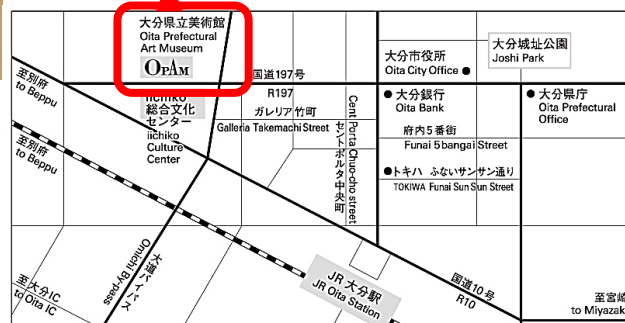 大分県立美術館
Oita Prefectural
Art Museum
OPAM
至別府
to Beppu
国道197号
R197
大分市役所
Oita City Office
大分城址公園
Joshi Park
iichiko
総合文化
センター
iichiko
Culture
Center
ガレリア竹町
Galleria Takemachi Street
セントポルタ中央町
Cent Porta Chuo-cho street
大分銀行
Oita Bank
大分県庁
Oita Prefectural
Office
府内5番街
Funai 5bangai Street
トキハ ふないサンサン通り
TOKIWA Funai Sun Sun Street
至別府
to Beppu
大道バイパス
Omichi By-pass
至大分IC
to Oita IC
JR 大分駅
JR Oita Station
国道10号
R10
至宮崎
to Miyazak